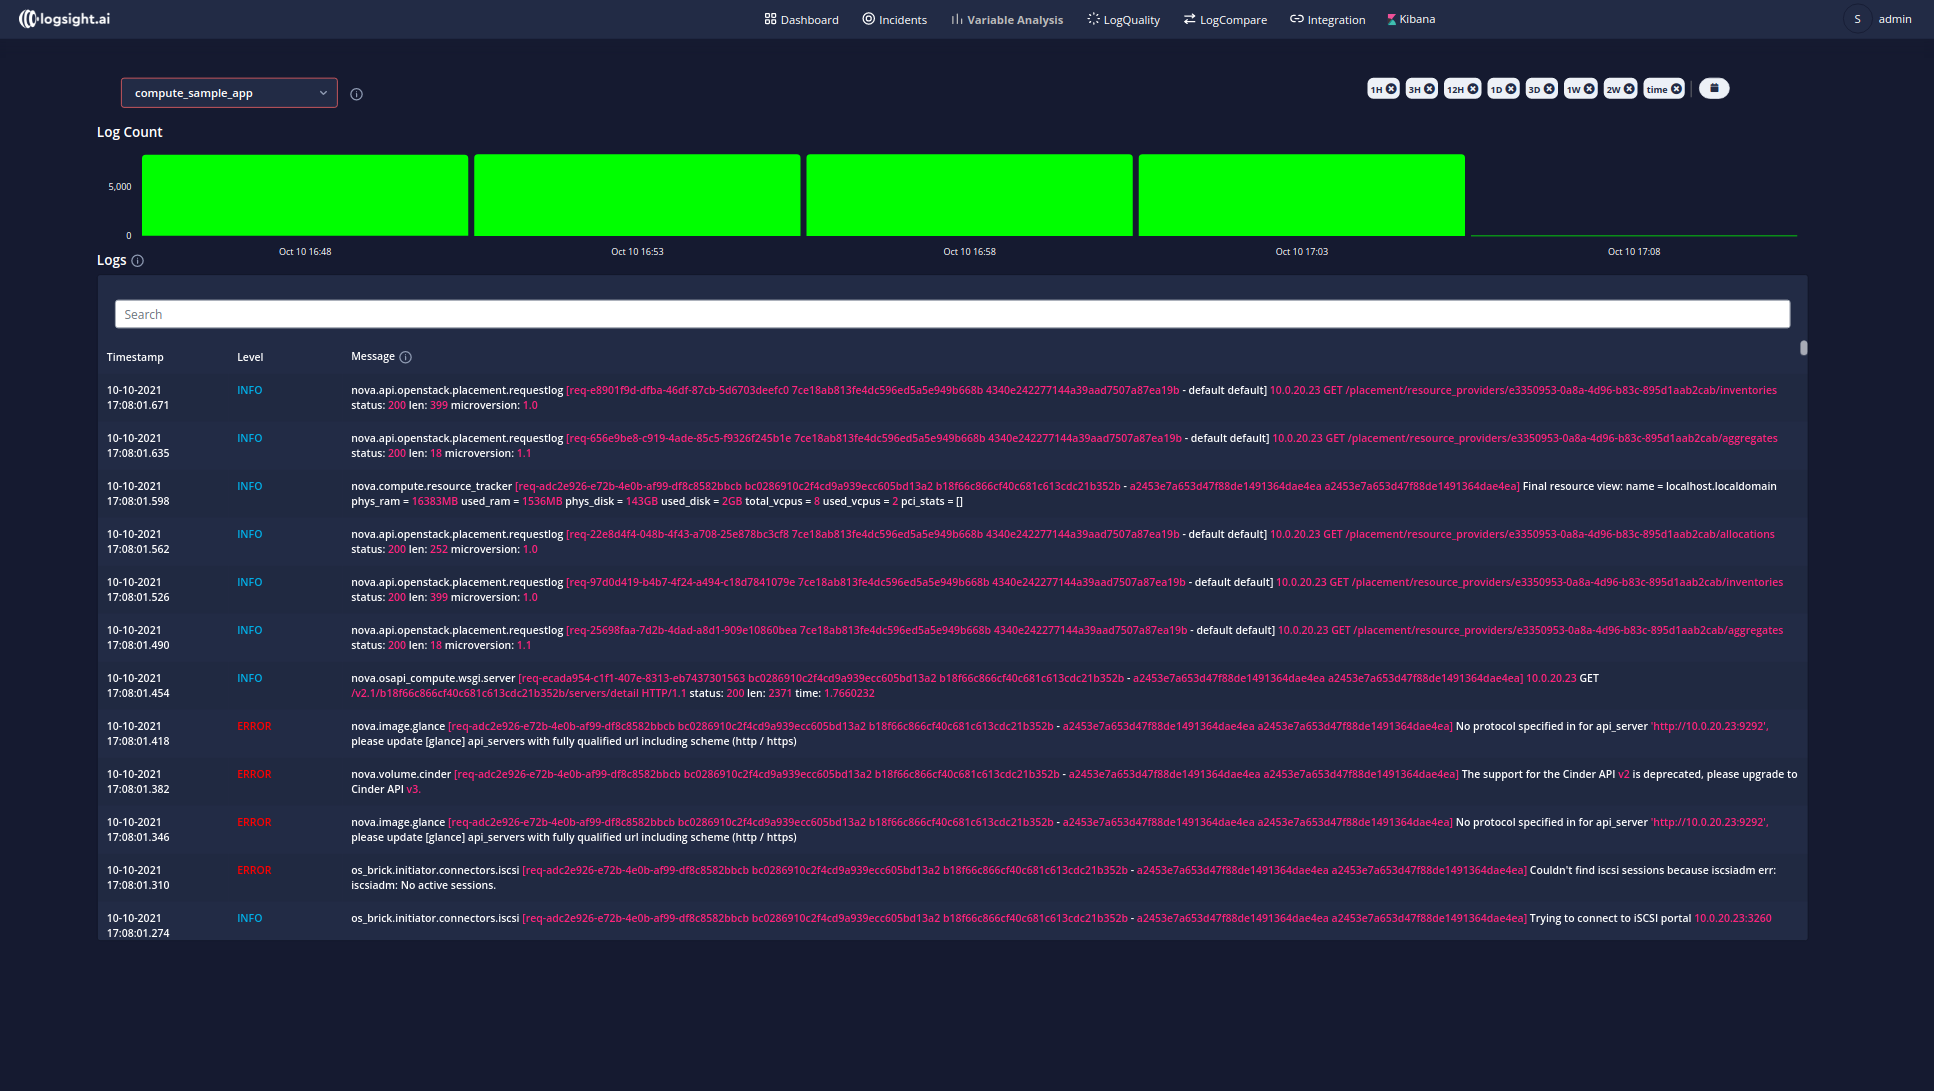 logsight.ai
Dashboard Incidents Variable Analysis LogQuality LogCompare Integration Kibana S admin
compute_sample_app
1H 3H 12H 1D 3D 1W 2W time
Log Count
5,000
0
Oct 10 16:48 Oct 10 16:53 Oct 10 16:58 Oct 10 17:03 Oct 10 17:08
Logs
Search
Timestamp Level Message
10-10-2021 INFO nova.api.openstack.placement.requestlog [req-e8901f9d-dfba-46df-87cb-5d6703deefc0 7ce18ab813fe4dc596ed5a5e949b668b 4340e242277144a39aad7507a87ea19b - default default] 10.0.20.23 GET /placement/resource_providers/e3350953-0a8a-4d96-b83c-895d1aab2cab/inventories
17:08:01.671 status: 200 len: 399 microversion: 1.0
10-10-2021 INFO nova.api.openstack.placement.requestlog [req-656e9be8-c919-4ade-85c5-f9326f245b1e 7ce18ab813fe4dc596ed5a5e949b668b 4340e242277144a39aad7507a87ea19b - default default] 10.0.20.23 GET /placement/resource_providers/e3350953-0a8a-4d96-b83c-895d1aab2cab/aggregates
17:08:01.635 status: 200 len: 18 microversion: 1.1
10-10-2021 INFO nova.compute.resource_tracker [req-adc2e926-e72b-4e0b-af99-df8c8582bbcb bc0286910c2f4cd9a939ecc605bd13a2 b18f66c866cf40c681c613cdc21b352b - a2453e7a653d47f88de1491364dae4ea a2453e7a653d47f88de1491364dae4ea] Final resource view: name = localhost.localdomain
17:08:01.598 phys_ram = 16383MB used_ram = 1536MB phys_disk = 143GB used_disk = 2GB total_vcpus = 8 used_vcpus = 2 pci_stats = []
10-10-2021 INFO nova.api.openstack.placement.requestlog [req-22e8d4f4-048b-4f43-a708-25e878bc3cf8 7ce18ab813fe4dc596ed5a5e949b668b 4340e242277144a39aad7507a87ea19b - default default] 10.0.20.23 GET /placement/resource_providers/e3350953-0a8a-4d96-b83c-895d1aab2cab/allocations
17:08:01.562 status: 200 len: 252 microversion: 1.0
10-10-2021 INFO nova.api.openstack.placement.requestlog [req-97d0d419-b4b7-4f24-a494-c18d7841079e 7ce18ab813fe4dc596ed5a5e949b668b 4340e242277144a39aad7507a87ea19b - default default] 10.0.20.23 GET /placement/resource_providers/e3350953-0a8a-4d96-b83c-895d1aab2cab/inventories
17:08:01.526 status: 200 len: 399 microversion: 1.0
10-10-2021 INFO nova.api.openstack.placement.requestlog [req-25698faa-7d2b-4dad-a8d1-909e10860bea 7ce18ab813fe4dc596ed5a5e949b668b 4340e242277144a39aad7507a87ea19b - default default] 10.0.20.23 GET /placement/resource_providers/e3350953-0a8a-4d96-b83c-895d1aab2cab/aggregates
17:08:01.490 status: 200 len: 18 microversion: 1.1
10-10-2021 INFO nova.osapi_compute.wsgi.server [req-ecada954-c1f1-407e-8313-eb7437301563 bc0286910c2f4cd9a939ecc605bd13a2 b18f66c866cf40c681c613cdc21b352b - a2453e7a653d47f88de1491364dae4ea a2453e7a653d47f88de1491364dae4ea] 10.0.20.23 GET
17:08:01.454 /v2.1/b18f66c866cf40c681c613cdc21b352b/servers/detail HTTP/1.1 status: 200 len: 2371 time: 1.7660232
10-10-2021 ERROR nova.image.glance [req-adc2e926-e72b-4e0b-af99-df8c8582bbcb bc0286910c2f4cd9a939ecc605bd13a2 b18f66c866cf40c681c613cdc21b352b - a2453e7a653d47f88de1491364dae4ea a2453e7a653d47f88de1491364dae4ea] No protocol specified in for api_server 'http://10.0.20.23:9292',
17:08:01.418 please update [glance] api_servers with fully qualified url including scheme (http / https)
10-10-2021 ERROR nova.volume.cinder [req-adc2e926-e72b-4e0b-af99-df8c8582bbcb bc0286910c2f4cd9a939ecc605bd13a2 b18f66c866cf40c681c613cdc21b352b - a2453e7a653d47f88de1491364dae4ea a2453e7a653d47f88de1491364dae4ea] The support for the Cinder API v2 is deprecated, please upgrade to
17:08:01.382 Cinder API v3.
10-10-2021 ERROR nova.image.glance [req-adc2e926-e72b-4e0b-af99-df8c8582bbcb bc0286910c2f4cd9a939ecc605bd13a2 b18f66c866cf40c681c613cdc21b352b - a2453e7a653d47f88de1491364dae4ea a2453e7a653d47f88de1491364dae4ea] No protocol specified in for api_server 'http://10.0.20.23:9292',
17:08:01.346 please update [glance] api_servers with fully qualified url including scheme (http / https)
10-10-2021 ERROR os_brick.initiator.connectors.iscsi [req-adc2e926-e72b-4e0b-af99-df8c8582bbcb bc0286910c2f4cd9a939ecc605bd13a2 b18f66c866cf40c681c613cdc21b352b - a2453e7a653d47f88de1491364dae4ea a2453e7a653d47f88de1491364dae4ea] Couldn't find iscsi sessions because iscsiadm err:
17:08:01.310 iscsiadm: No active sessions.
10-10-2021 INFO os_brick.initiator.connectors.iscsi [req-adc2e926-e72b-4e0b-af99-df8c8582bbcb bc0286910c2f4cd9a939ecc605bd13a2 b18f66c866cf40c681c613cdc21b352b - a2453e7a653d47f88de1491364dae4ea a2453e7a653d47f88de1491364dae4ea] Trying to connect to iSCSI portal 10.0.20.23:3260
17:08:01.274